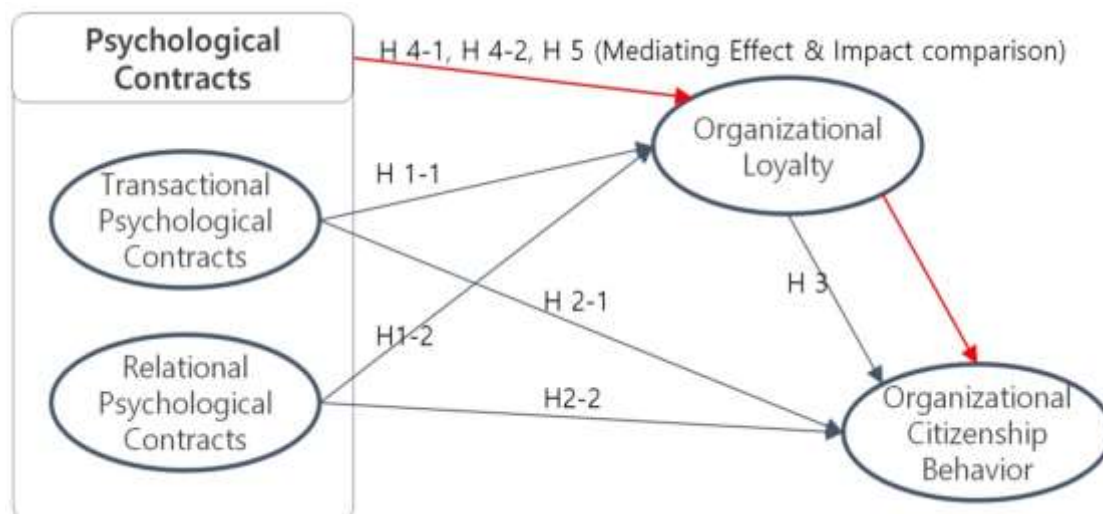 Psychological
Contracts
H 4-1, H 4-2, H 5 (Mediating Effect & Impact comparison)
Organizational
Loyalty
H 1-1
Transactional
Psychological
Contracts
H 2-1
H 3
H1-2
Relational
Psychological
Contracts
H2-2
Organizational
Citizenship
Behavior